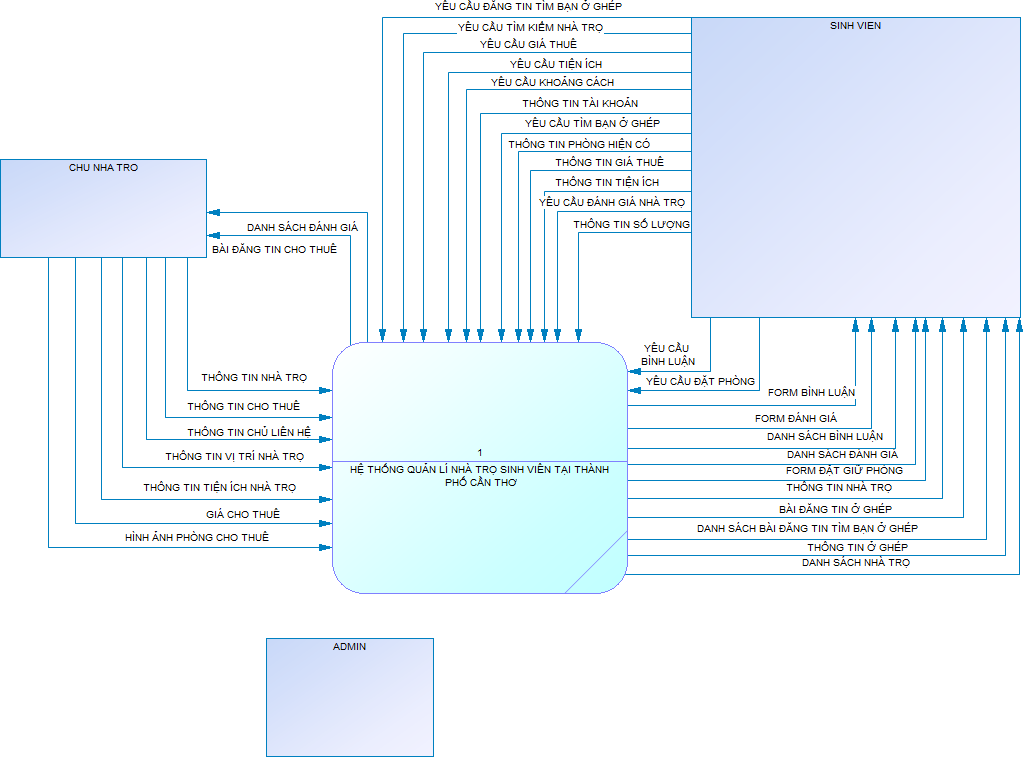 YÊU CẦU ĐĂNG TIN TÌM BẠN Ở GHÉP
SINH VIEN
YÊU CẦU TÌM KIẾM NHÀ TRỌ
YÊU CẦU GIÁ THUÊ
YÊU CẦU TIỆN ÍCH
YÊU CẦU KHOẢNG CÁCH
THÔNG TIN TÀI KHOẢN
YÊU CẦU TÌM BẠN Ở GHÉP
THÔNG TIN PHÒNG HIỆN CÓ
THÔNG TIN GIÁ THUÊ
THÔNG TIN TIỆN ÍCH
YÊU CẦU ĐÁNH GIÁ NHÀ TRỌ
THÔNG TIN SỐ LƯỢNG
CHU NHA TRO
DANH SÁCH ĐÁNH GIÁ
BÀI ĐĂNG TIN CHO THUÊ
YÊU CẦU
BÌNH LUẬN
YÊU CẦU ĐẶT PHÒNG
THÔNG TIN NHÀ TRỌ
THÔNG TIN CHO THUÊ
THÔNG TIN CHỦ LIÊN HỆ
THÔNG TIN VỊ TRÍ NHÀ TRỌ
THÔNG TIN TIỆN ÍCH NHÀ TRỌ
GIÁ CHO THUÊ
HÌNH ẢNH PHÒNG CHO THUÊ
1
HỆ THỐNG QUẢN LÍ NHÀ TRỌ SINH VIÊN TẠI THÀNH
PHỐ CẦN THƠ
FORM BÌNH LUẬN
FORM ĐÁNH GIÁ
DANH SÁCH BÌNH LUẬN
DANH SÁCH ĐÁNH GIÁ
FORM ĐẶT GIỮ PHÒNG
THÔNG TIN NHÀ TRỌ
BÀI ĐĂNG TIN Ở GHÉP
DANH SÁCH BÀI ĐĂNG TIN TÌM BẠN Ở GHÉP
THÔNG TIN Ở GHÉP
DANH SÁCH NHÀ TRỌ
ADMIN